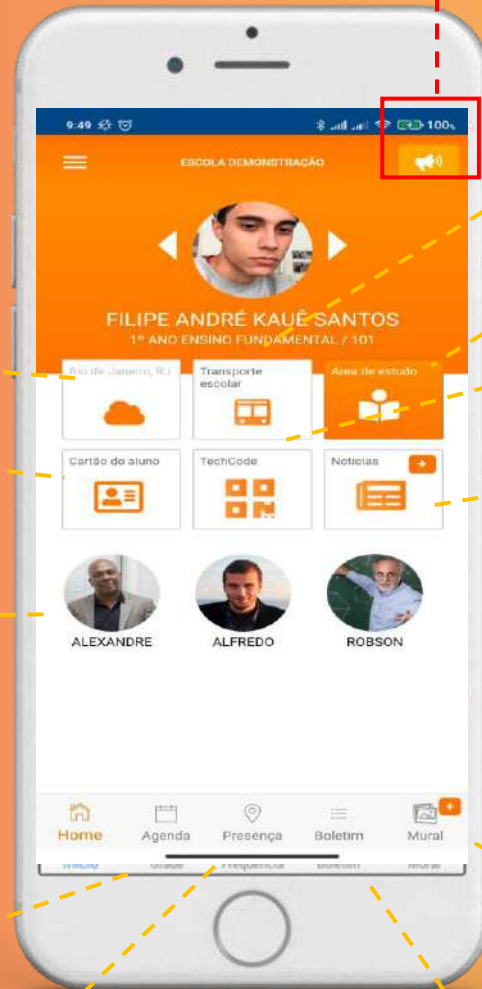 9:49
100%
ESCOLA DEMONSTRAÇÃO
FILIPE ANDRÉ KAUÊ SANTOS
1º ANO ENSINO FUNDAMENTAL / 101
Rio de Janeiro, RJ
Transporte escolar
Área de estudo
Cartão do aluno
TechCode
Notícias
ALEXANDRE
ALFREDO
ROBSON
Home Agenda Presença Boletim Mural